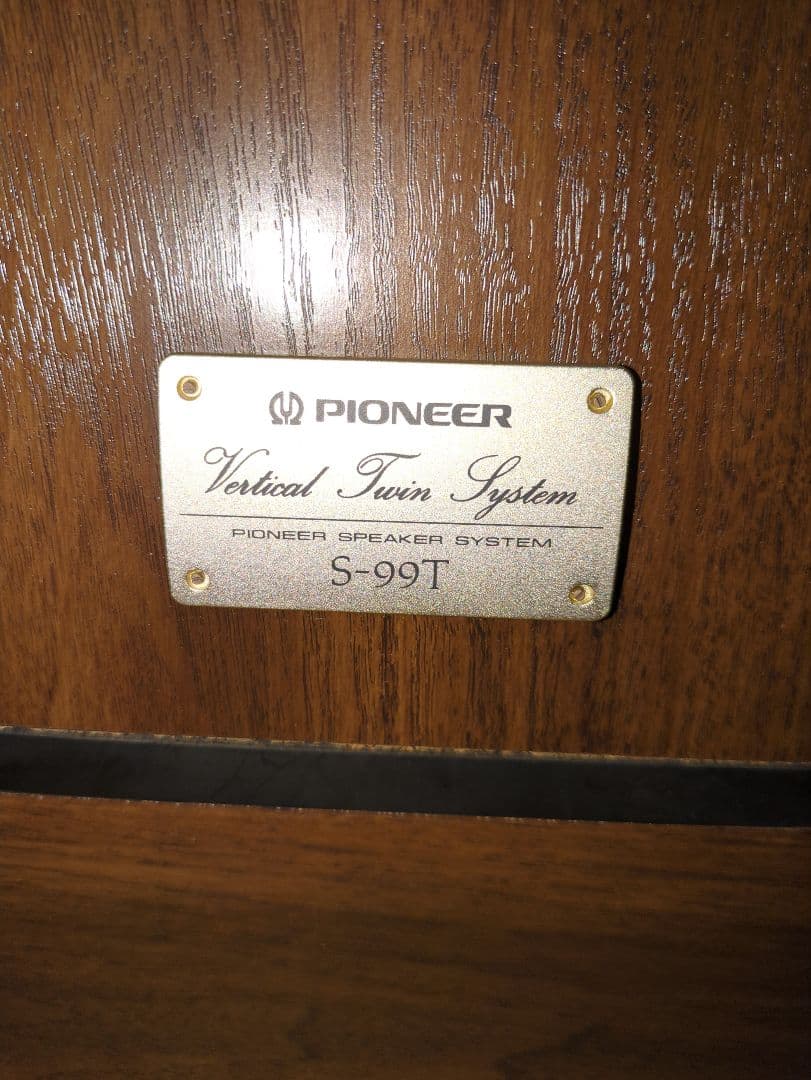 PIONEER
Vertical Twin System
PIONEER SPEAKER SYSTEM
S-99T